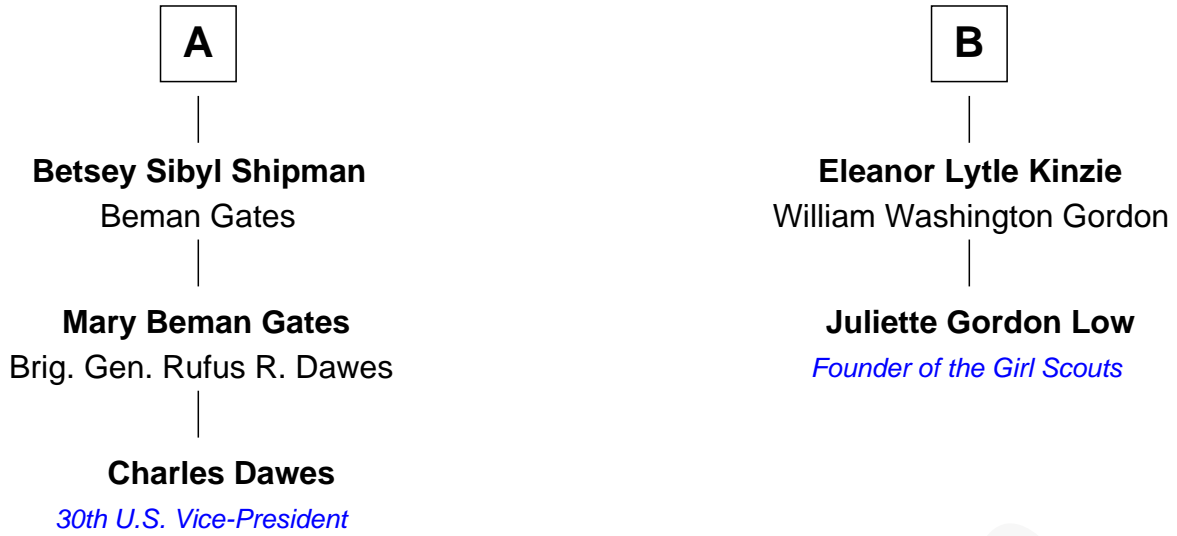 A
Betsey Sibyl Shipman
Beman Gates
Mary Beman Gates
Brig. Gen. Rufus R. Dawes
Charles Dawes
30th U.S. Vice-President
B
Eleanor Lytle Kinzie
William Washington Gordon
Juliette Gordon Low
Founder of the Girl Scouts